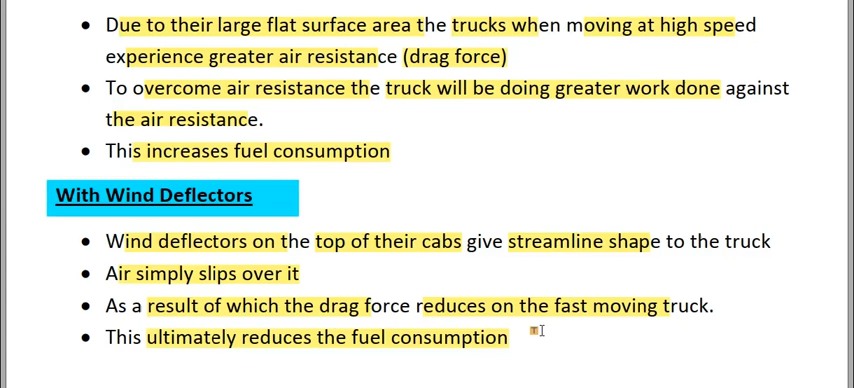 • Due to their large flat surface area the trucks when moving at high speed
experience greater air resistance (drag force)
• To overcome air resistance the truck will be doing greater work done against
the air resistance.
• This increases fuel consumption
With Wind Deflectors
• Wind deflectors on the top of their cabs give streamline shape to the truck
• Air simply slips over it
• As a result of which the drag force reduces on the fast moving truck.
• This ultimately reduces the fuel consumption